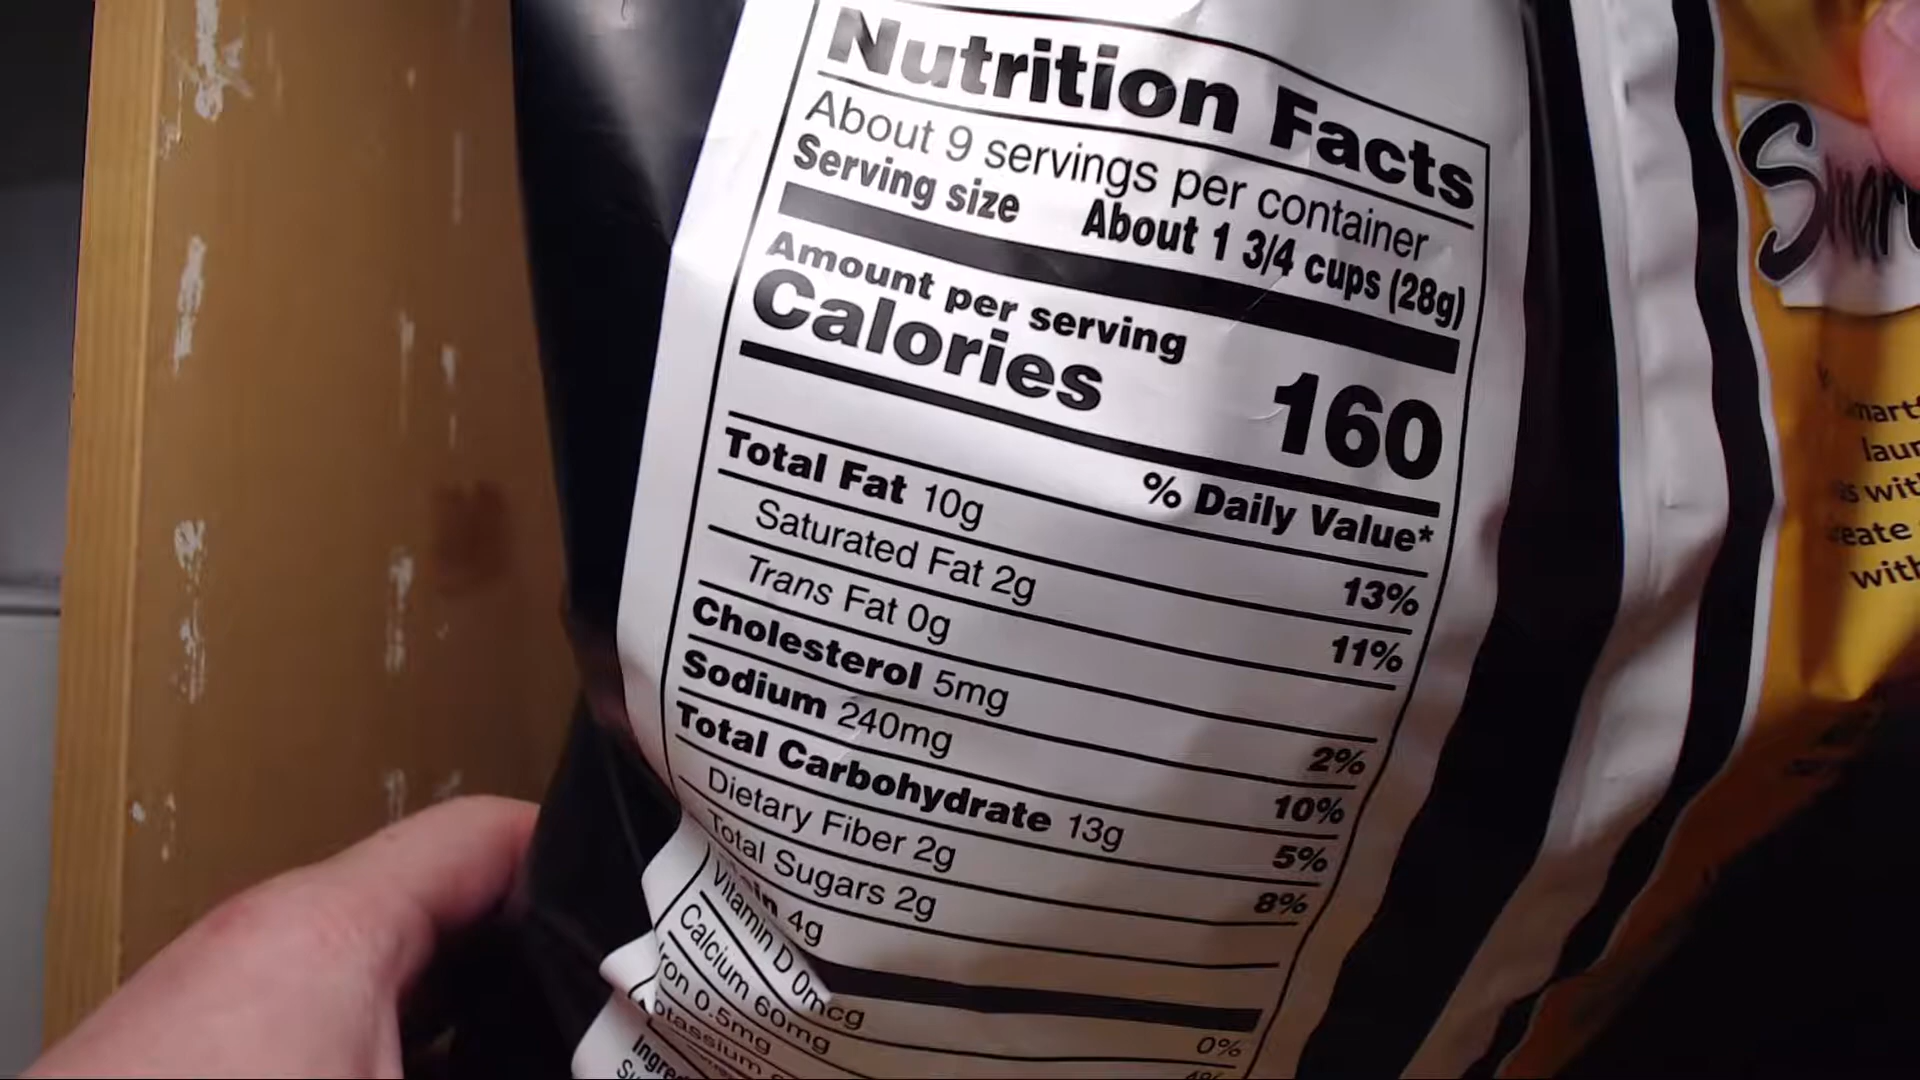 Nutrition Facts
About 9 servings per container
Serving size About 1 3/4 cups (28g)
Amount per serving
Calories 160
% Daily Value*
Total Fat 10g 13%
Saturated Fat 2g 11%
Trans Fat 0g
Cholesterol 5mg 2%
Sodium 240mg 10%
Total Carbohydrate 13g 5%
Dietary Fiber 2g 8%
Total Sugars 2g
4g
Vitamin D 0mcg 0%
Calcium 60mg
0.5mg